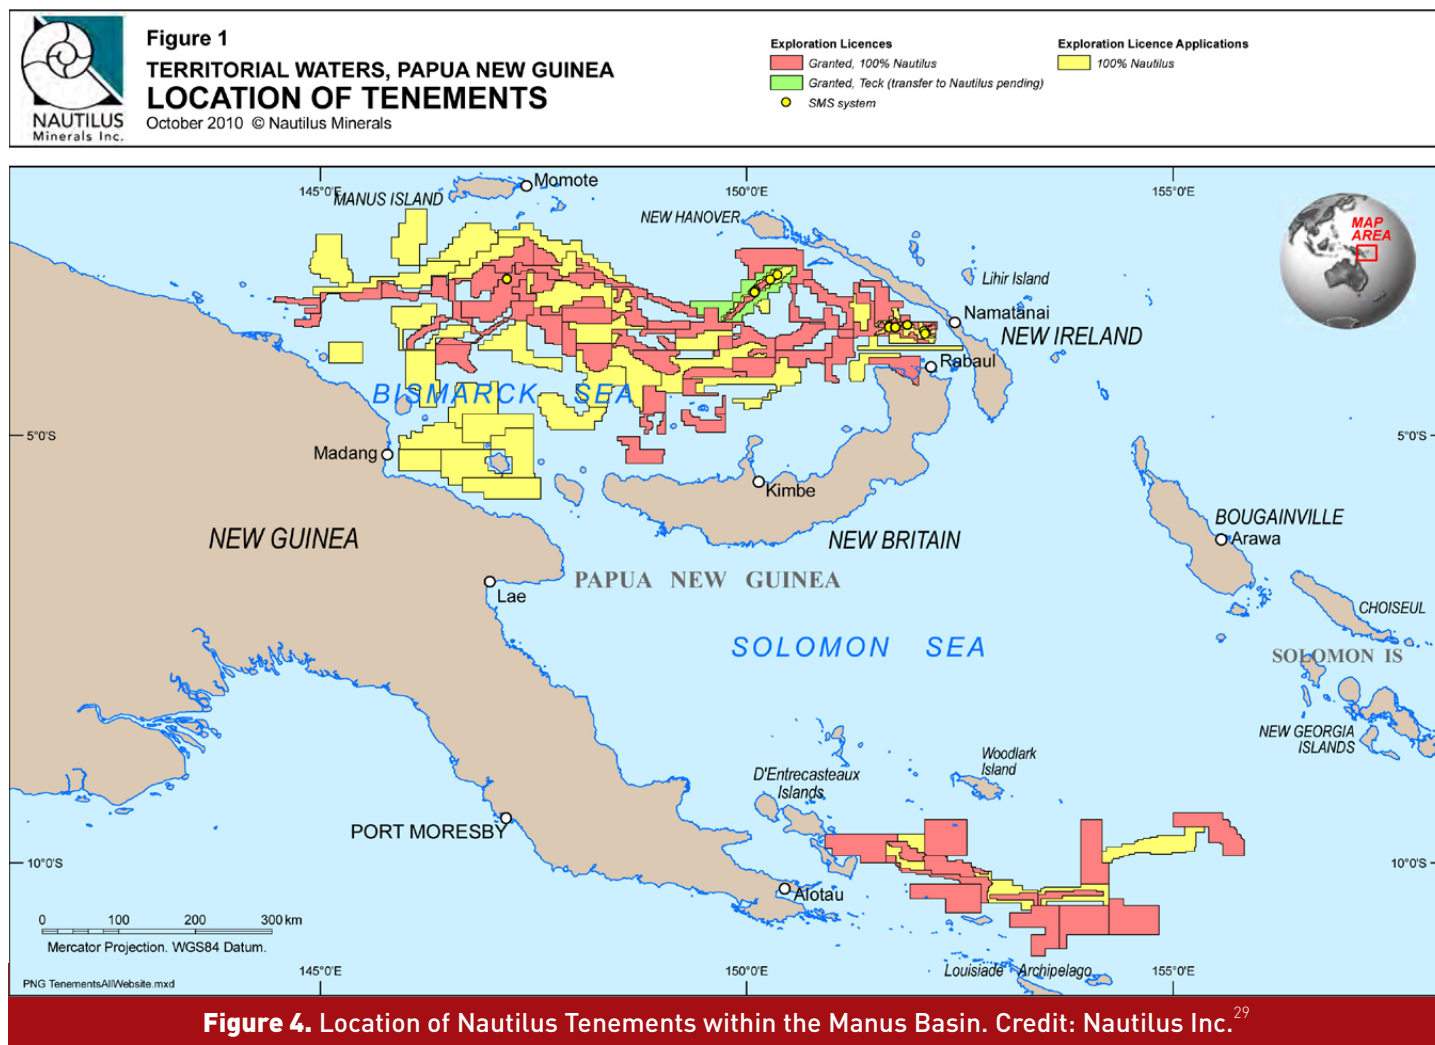 NAUTILUS
Minerals Inc.
Figure 1
TERRITORIAL WATERS, PAPUA NEW GUINEA
LOCATION OF TENEMENTS
October 2010 © Nautilus Minerals
Exploration Licences
Granted, 100% Nautilus
Granted, Teck (transfer to Nautilus pending)
SMS system
Exploration Licence Applications
100% Nautilus
145°0'E
150°0'E
155°0'E
MANUS ISLAND
Momote
NEW HANOVER
MAP
AREA
Lihir Island
Namatanai
NEW IRELAND
Rabaul
BISMARCK SEA
5°0'S
5°0'S
Madang
Kimbe
NEW GUINEA
NEW BRITAIN
BOUGAINVILLE
Arawa
PAPUA NEW GUINEA
Lae
CHOISEUL
SOLOMON SEA
SOLOMON IS
NEW GEORGIA
ISLANDS
Woodlark
Island
D'Entrecasteaux
Islands
PORT MORESBY
10°0'S
10°0'S
Alotau
0 100 200 300 km
Mercator Projection. WGS84 Datum.
Louisiade Archipelago
145°0'E
150°0'E
155°0'E
PNG TenementsAllWebsite.mxd
Figure 4. Location of Nautilus Tenements within the Manus Basin. Credit: Nautilus Inc.29